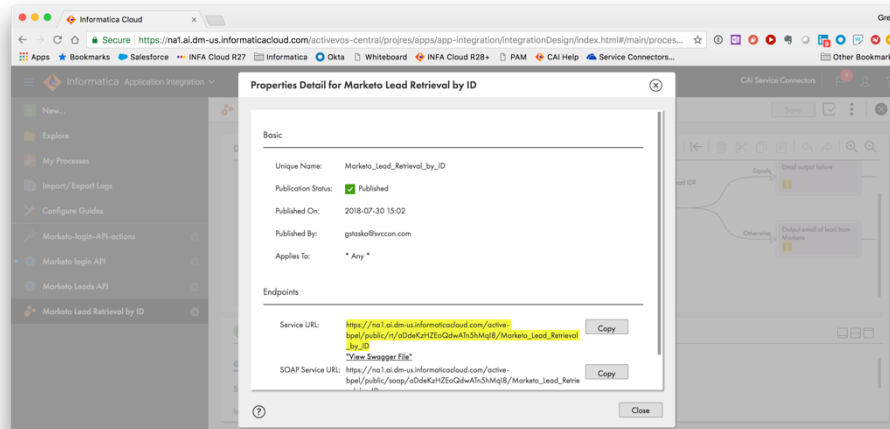 Informatica Cloud
Gre
Secure https://na1.ai.dm-us.informaticacloud.com/activevos-central/projres/apps/app-integration/integrationDesign/index.html#/main/proces...
Apps Bookmarks Salesforce INFA Cloud R27 Informatica Okta Whiteboard INFA Cloud R28+ PAM CAI Help Service Connectors... Other Bookmark
Informatica Application Integration
CAI Service Connectors
New...
Explore
My Processes
Import/Export Logs
Configure Guides
Marketo-login-API-actions
Marketo login API
Marketo Leads API
Marketo Lead Retrieval by ID
Save
Equals
Email output failure
Otherwise
Output email of lead from
Marketo
Properties Detail for Marketo Lead Retrieval by ID
Basic
Unique Name: Marketo_Lead_Retrieval_by_ID
Publication Status: Published
Published On: 2018-07-30 15:02
Published By: gstasko@svccon.com
Applies To: * Any *
Endpoints
Service URL: https://na1.ai.dm-us.informaticacloud.com/active-
bpel/public/rt/aDdeKzHZEoQdwATn5hMqI8/Marketo_Lead_Retrieval
_by_ID
Copy
"View Swagger File"
SOAP Service URL: https://na1.ai.dm-us.informaticacloud.com/active-
bpel/public/soap/aDdeKzHZEoQdwATn5hMqI8/Marketo_Lead_Retrie
Copy
Close